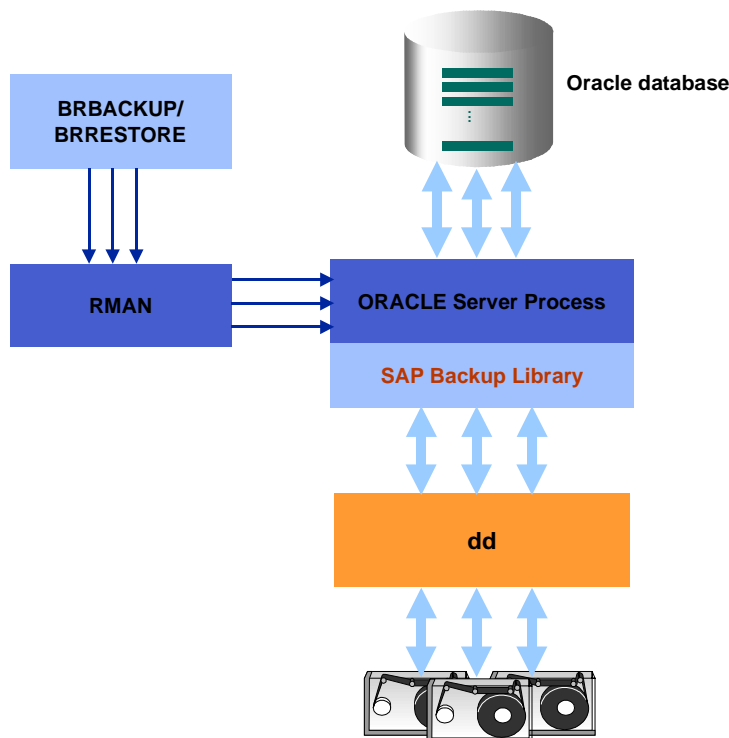 Oracle database
BRBACKUP/
BRRESTORE
RMAN
ORACLE Server Process
SAP Backup Library
dd